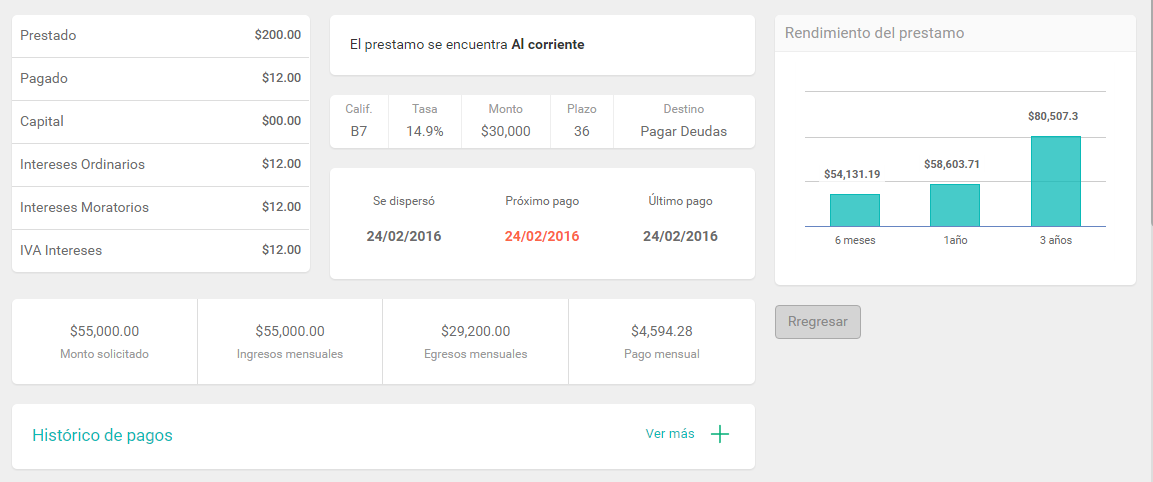 Prestado $200.00
Pagado $12.00
Capital $00.00
Intereses Ordinarios $12.00
Intereses Moratorios $12.00
IVA Intereses $12.00
El prestamo se encuentra Al corriente
Calif. Tasa Monto Plazo Destino
B7 14.9% $30,000 36 Pagar Deudas
Se dispersó Próximo pago Último pago
24/02/2016 24/02/2016 24/02/2016
Rendimiento del prestamo
$80,507.3
$58,603.71
$54,131.19
6 meses 1año 3 años
Rregresar
$55,000.00 $55,000.00 $29,200.00 $4,594.28
Monto solicitado Ingresos mensuales Egresos mensuales Pago mensual
Histórico de pagos Ver más